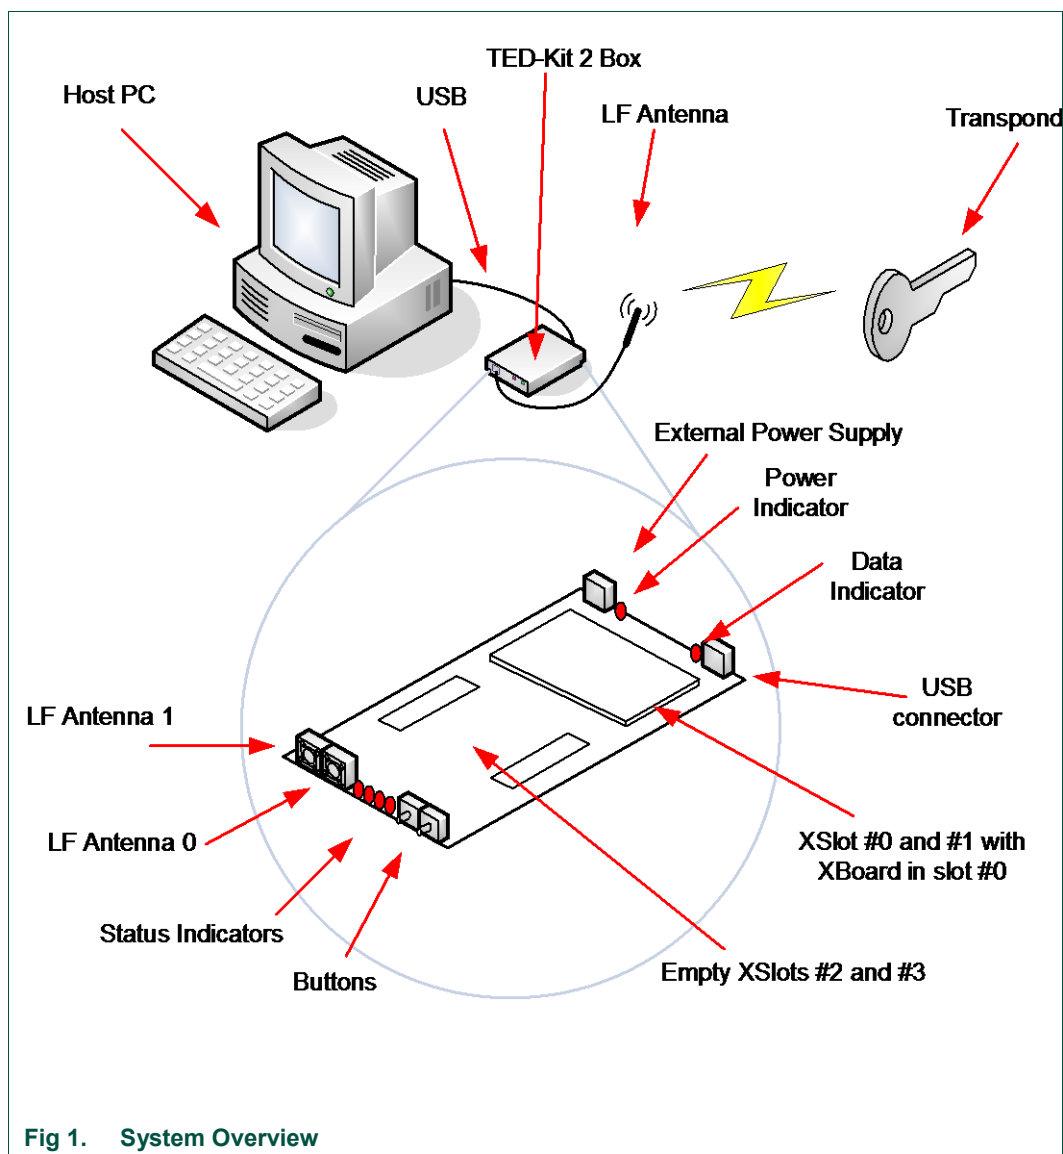 TED-Kit 2 Box
Host PC
USB
LF Antenna
Transpond
External Power Supply
Power
Indicator
Data
Indicator
USB
connector
LF Antenna 1
LF Antenna 0
XSlot #0 and #1 with
XBoard in slot #0
Status Indicators
Buttons
Empty XSlots #2 and #3
Fig 1. System Overview